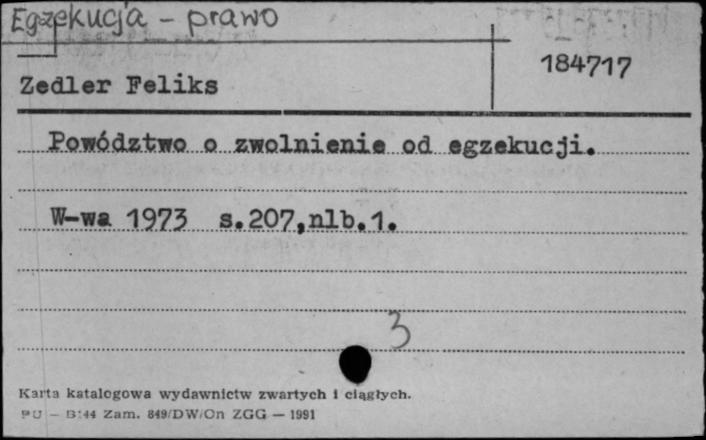 Egzekucja - prawo
184717
Zedler Feliks
Powództwo o zwolnienie od egzekucji.
W-wa 1973 s.207,nlb.1.
3
Karta katalogowa wydawnictw zwartych i ciągłych.
PU — B144 Zam. 849/DW/On ZGG — 1991